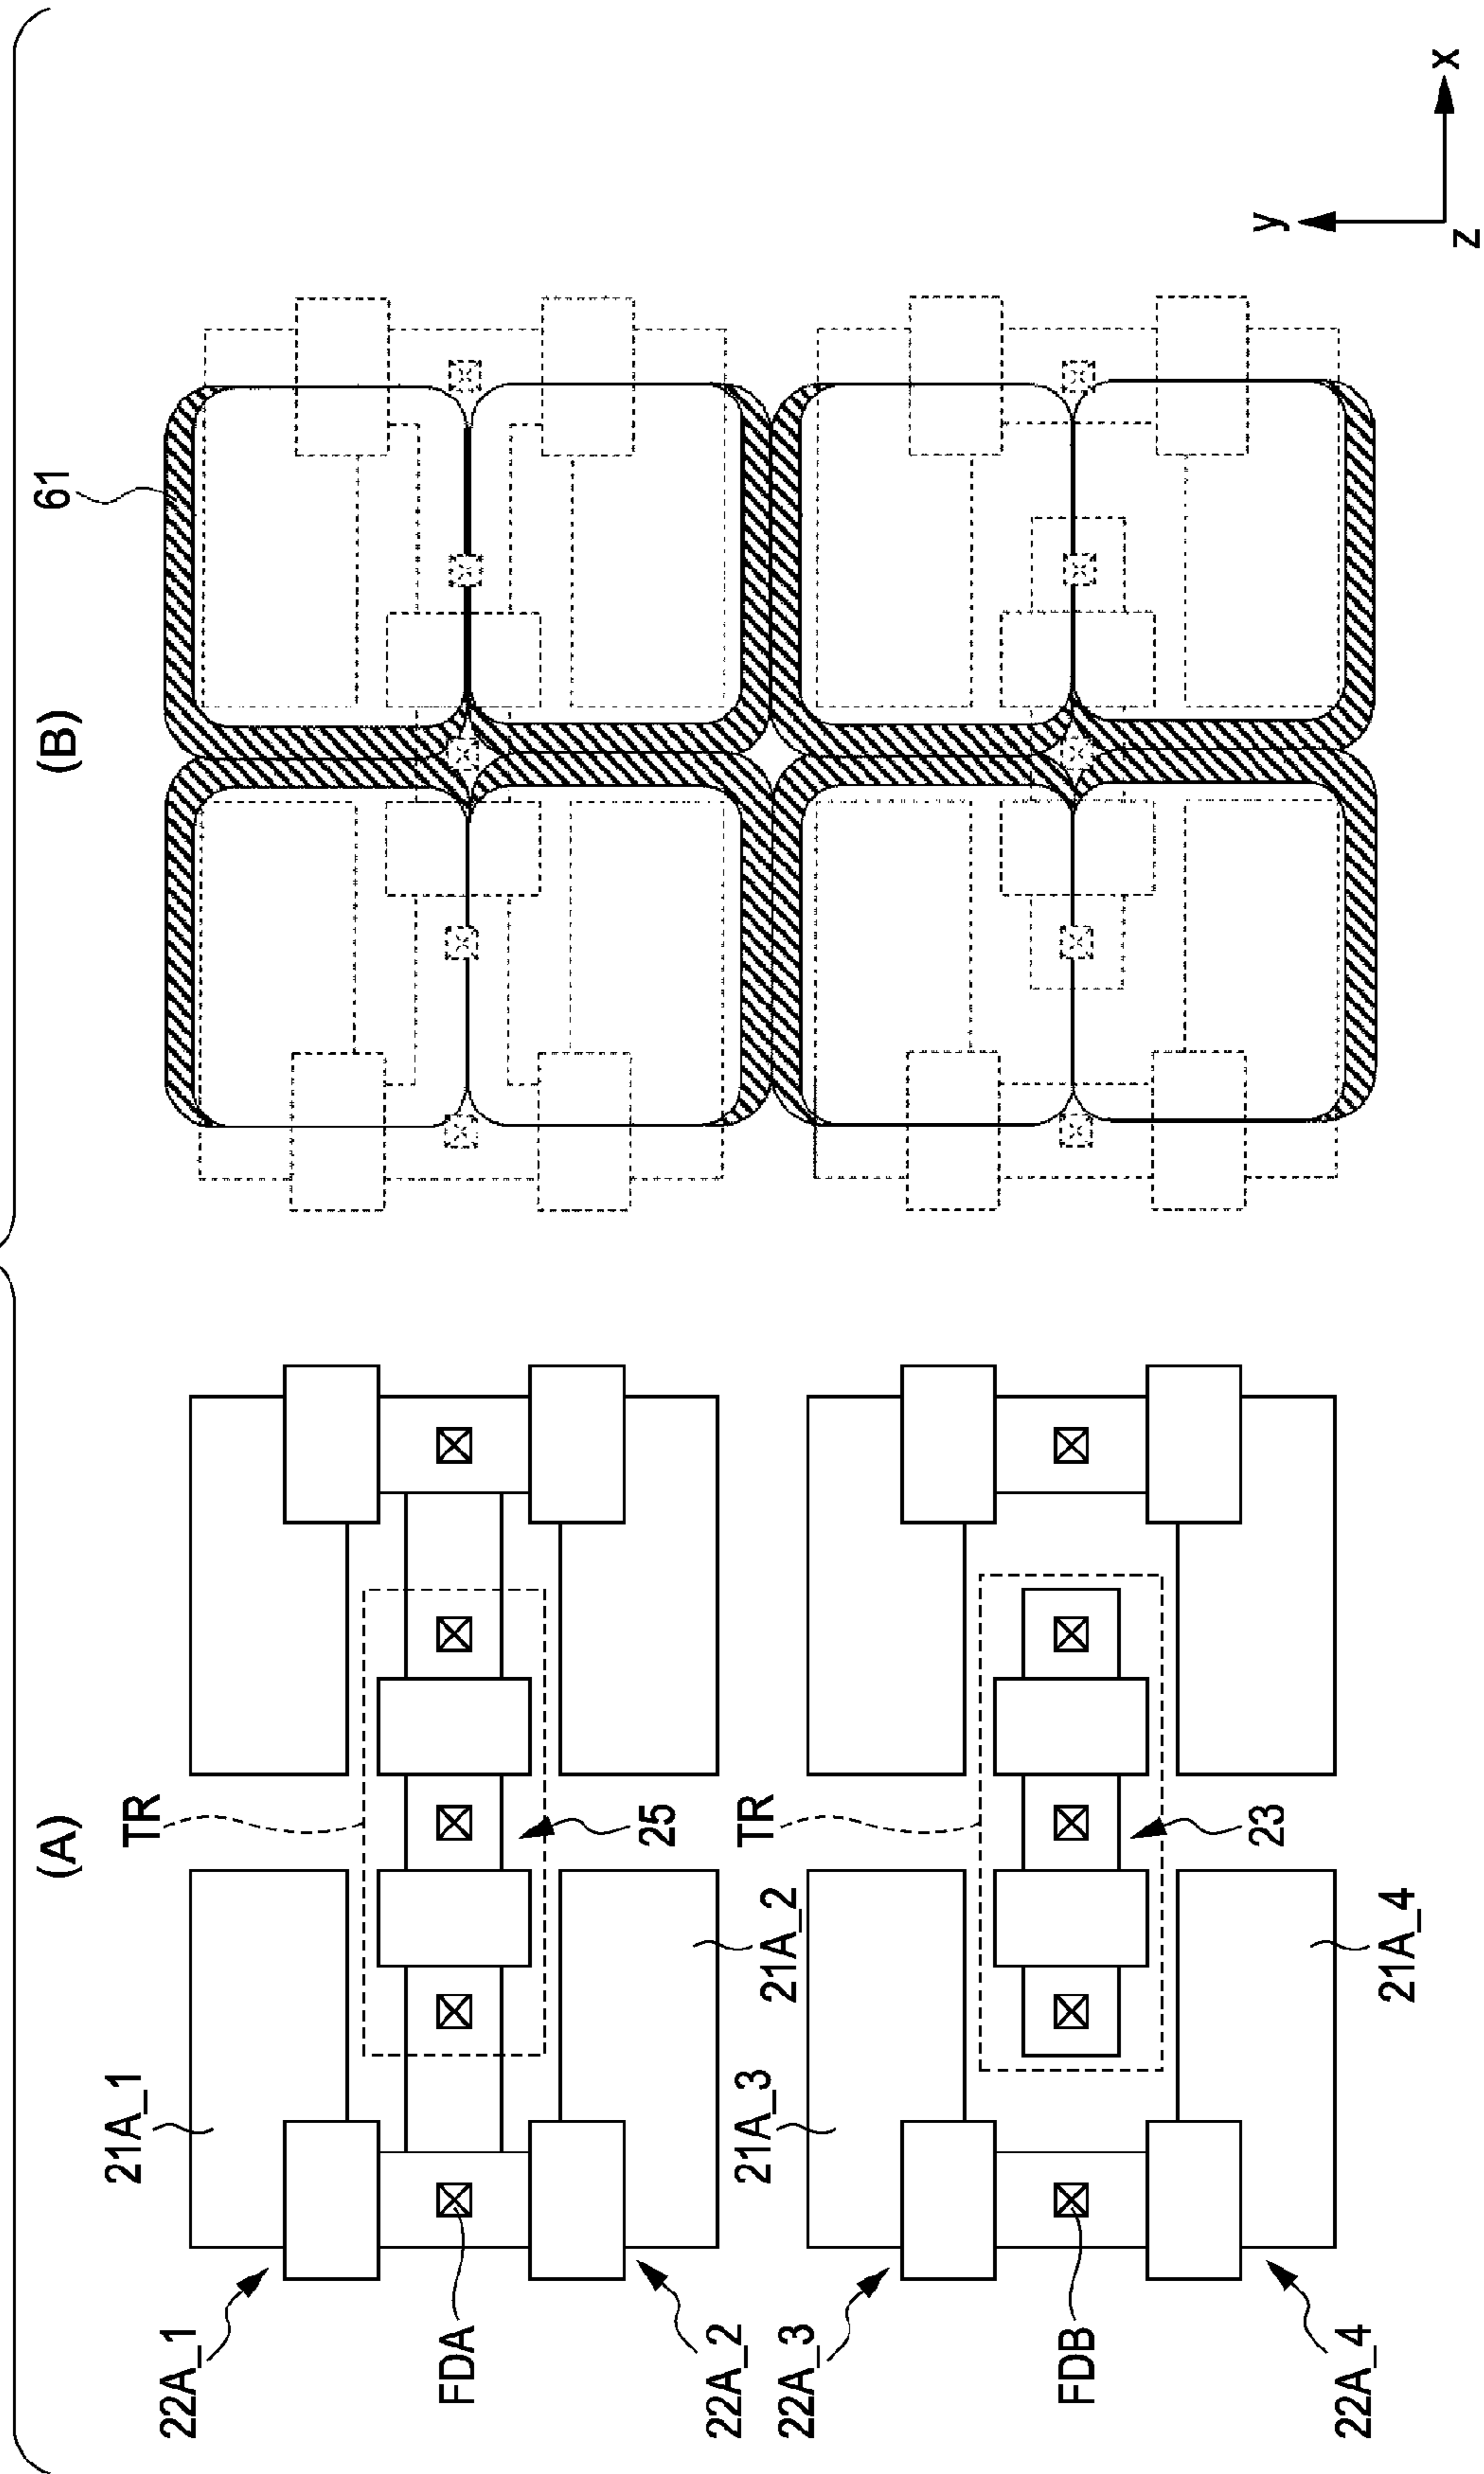 (A)
TR
21A_1
22A_1
FDA
25
21A_2
22A_2
TR
21A_3
22A_3
FDB
23
21A_4
22A_4
(B)
61
y
x
z